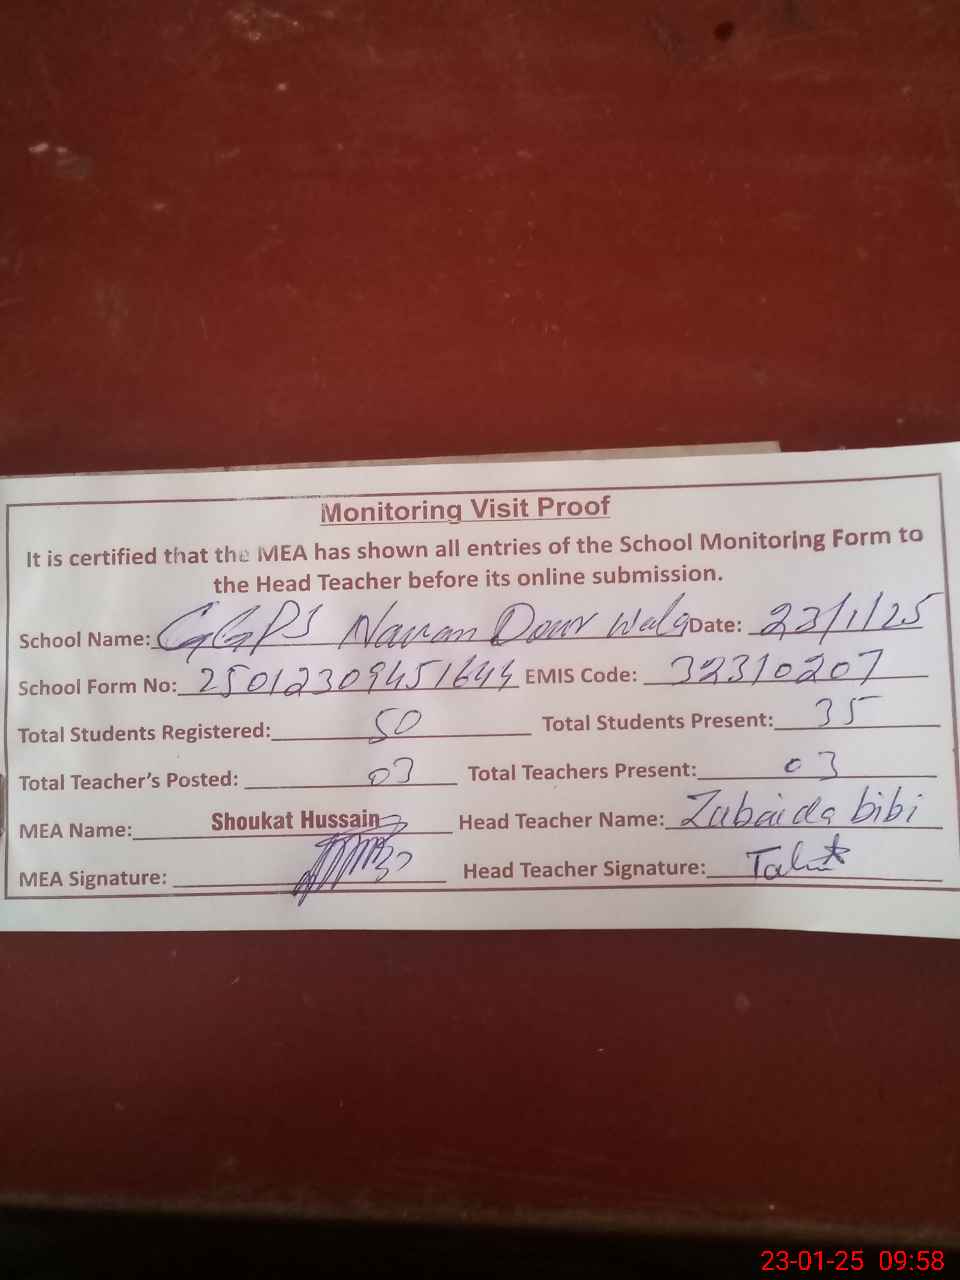 Monitoring Visit Proof
It is certified that the MEA has shown all entries of the School Monitoring Form to
the Head Teacher before its online submission.
School Name: GGPS Nawan Dour Wala Date: 23/1/25
School Form No: 25012309451644 EMIS Code: 32310207
Total Students Registered: 50 Total Students Present: 35
Total Teacher's Posted: 03 Total Teachers Present: 03
MEA Name: Shoukat Hussain Head Teacher Name: Zubaida bibi
MEA Signature: Head Teacher Signature:
23-01-25 09:58